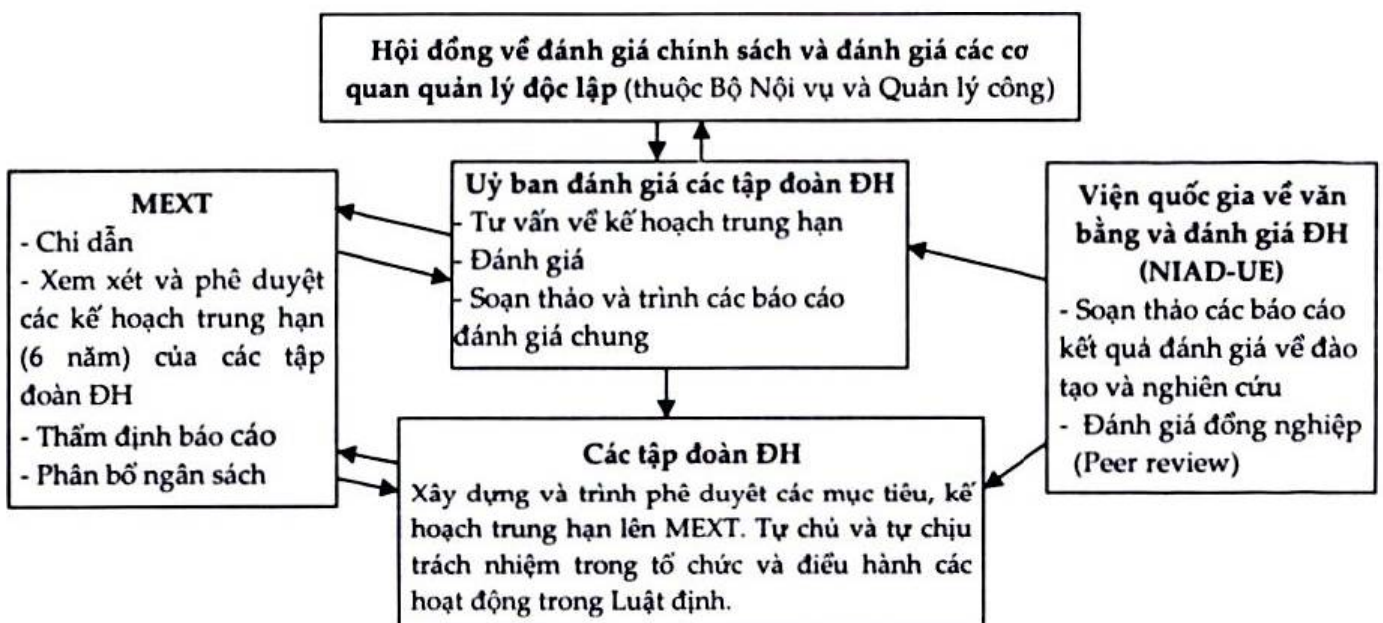 Hội đồng về đánh giá chính sách và đánh giá các cơ
quan quản lý độc lập (thuộc Bộ Nội vụ và Quản lý công)
MEXT
- Chỉ dẫn
- Xem xét và phê duyệt
các kế hoạch trung hạn
(6 năm) của các tập
đoàn ĐH
- Thẩm định báo cáo
- Phân bổ ngân sách
Uỷ ban đánh giá các tập đoàn ĐH
- Tư vấn về kế hoạch trung hạn
- Đánh giá
- Soạn thảo và trình các báo cáo
đánh giá chung
Viện quốc gia về văn
bằng và đánh giá ĐH
(NIAD-UE)
- Soạn thảo các báo cáo
kết quả đánh giá về đào
tạo và nghiên cứu
- Đánh giá đồng nghiệp
(Peer review)
Các tập đoàn ĐH
Xây dựng và trình phê duyệt các mục tiêu, kế
hoạch trung hạn lên MEXT. Tự chủ và tự chịu
trách nhiệm trong tổ chức và điều hành các
hoạt động trong Luật định.